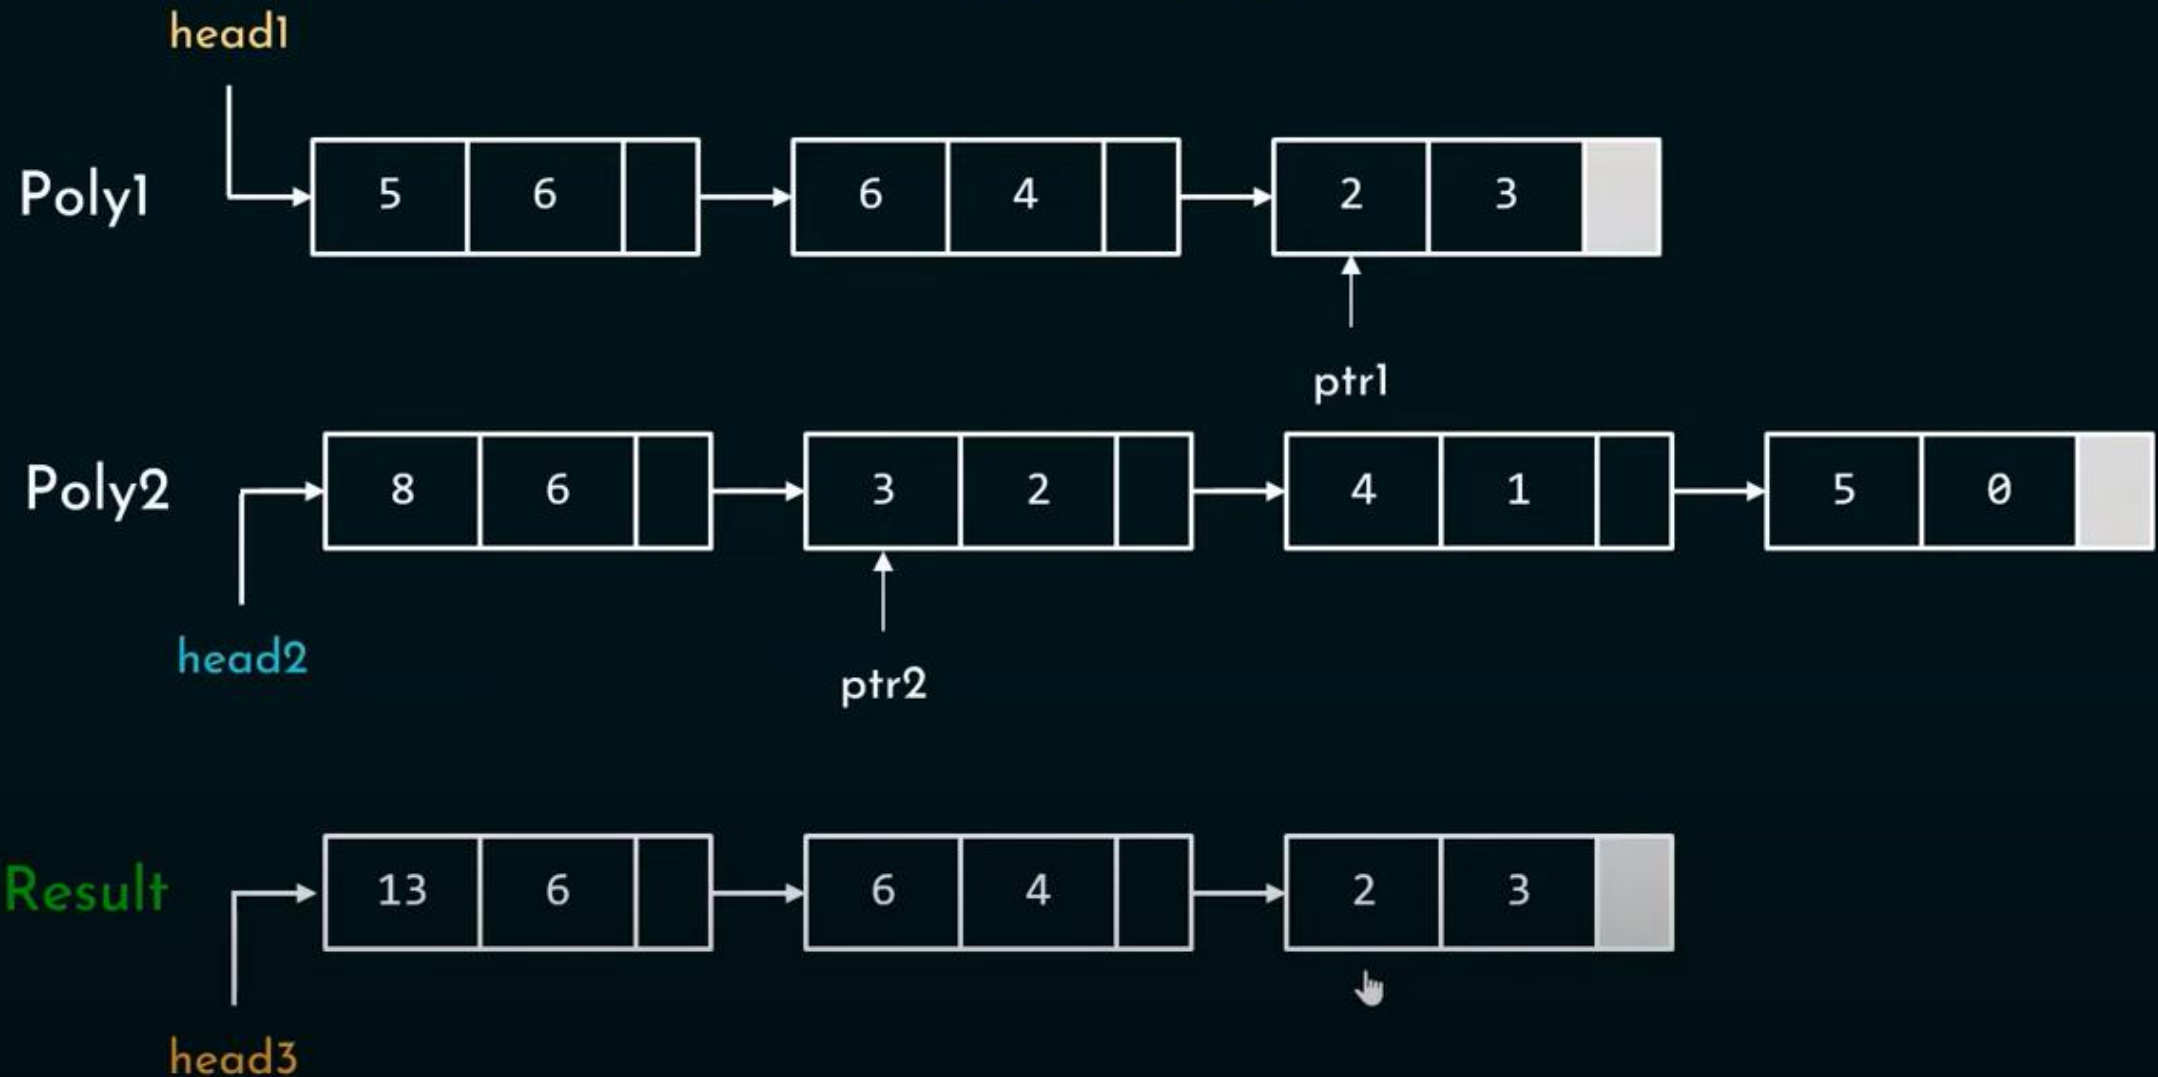 head1
Poly1 5 6 6 4 2 3
ptr1
Poly2 8 6 3 2 4 1 5 0
head2
ptr2
Result 13 6 6 4 2 3
head3